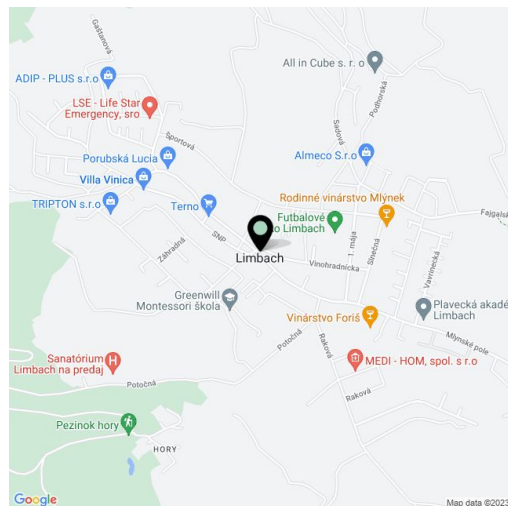 Gaštanová
ADIP - PLUS s.r.o
All in Cube s. r. o
Podhorská
LSE - Life Star
Emergency, sro
Športová
Sadová
Porubská Lucia
Almeco S.r.o
Villa Vinica
Rodinné vinárstvo Mlýnek
TRIPTON s.r.o
Terno
Futbalové
o Limbach
Fajgalsk
SNP
Záhradná
Limbach
Vinohradnícka
1. mája
Slnečná
Vavrinecká
Greenwill
Montessori škola
Vinárstvo Foriš
Plavecká akadé
Limbach
Mlynské pole
Potočná
Raková
Sanatórium
Limbach na predaj
MEDI - HOM, spol. s r.o
Potočná
Raková
Pezinok hory
HORY
Google
Map data ©2023